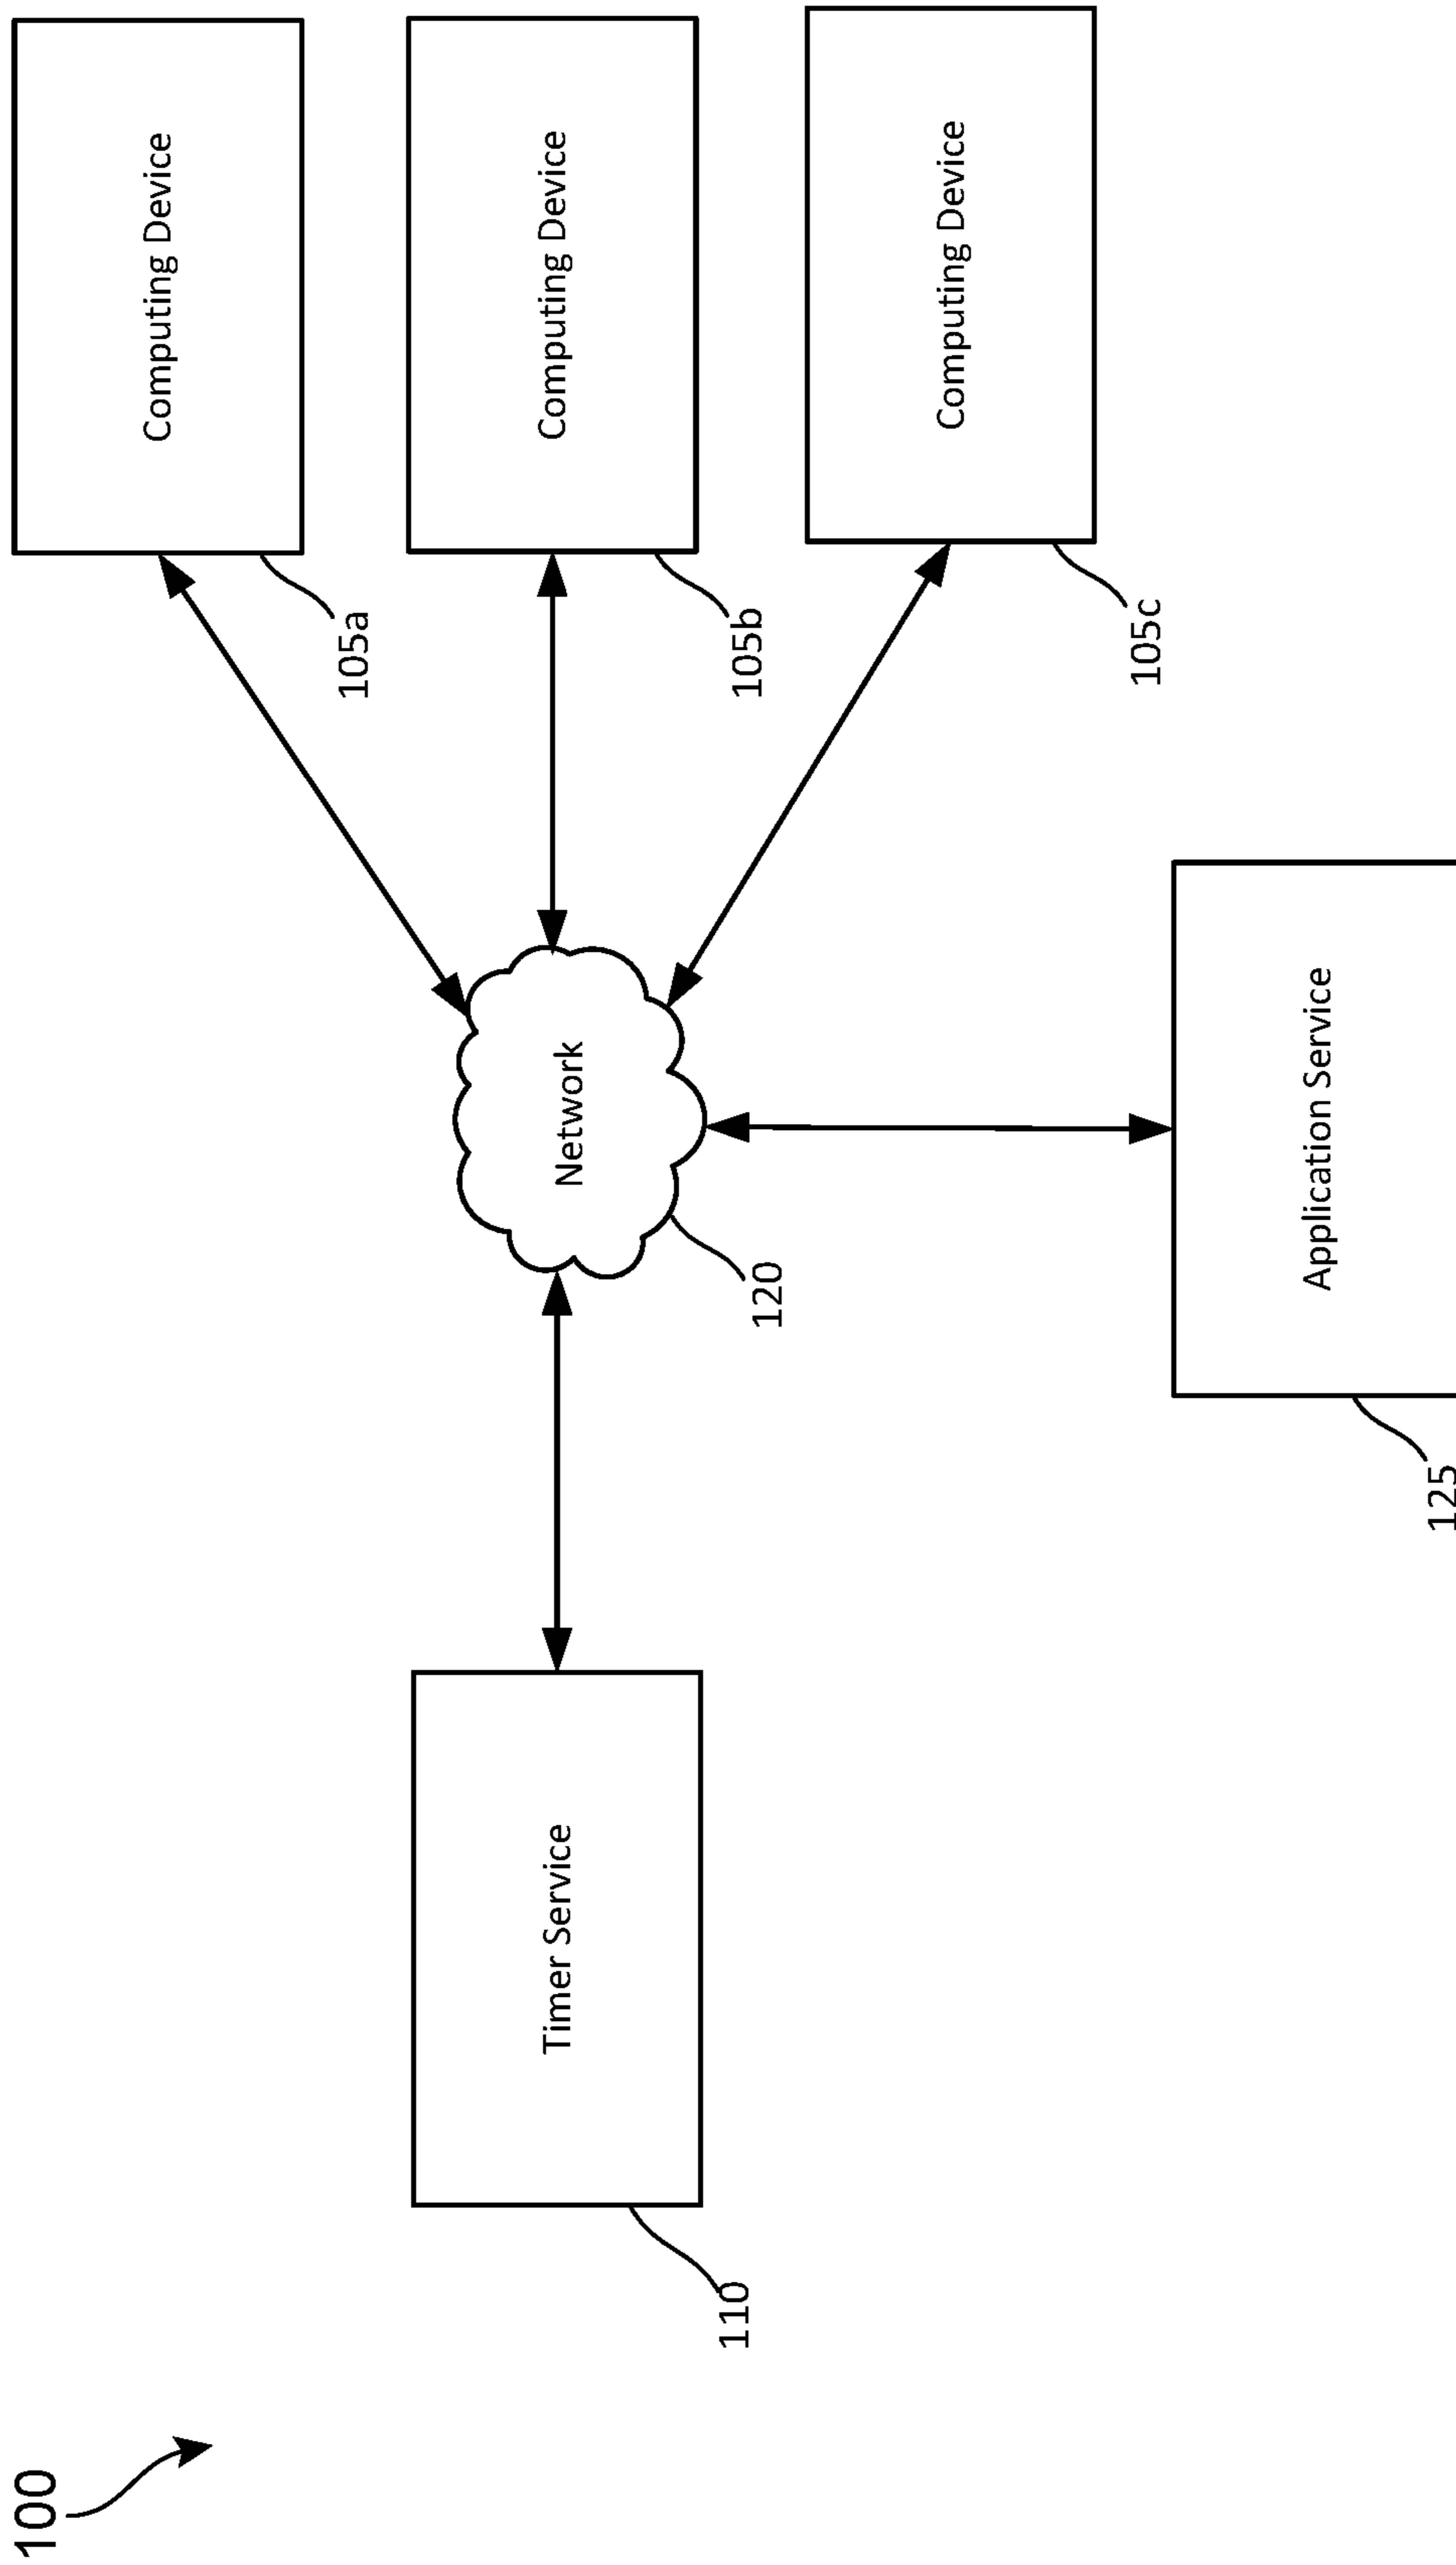 100
Computing Device
105a
Timer Service
110
Network
120
Computing Device
105b
Computing Device
105c
Application Service
125